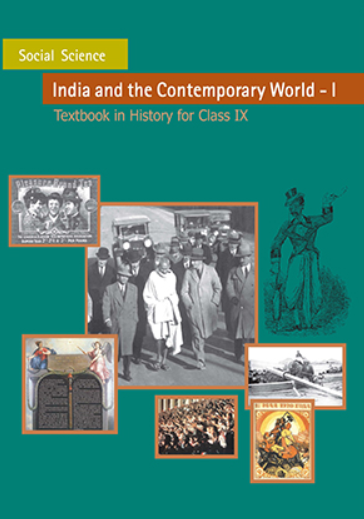 Social Science
India and the Contemporary World - I
Textbook in History for Class IX